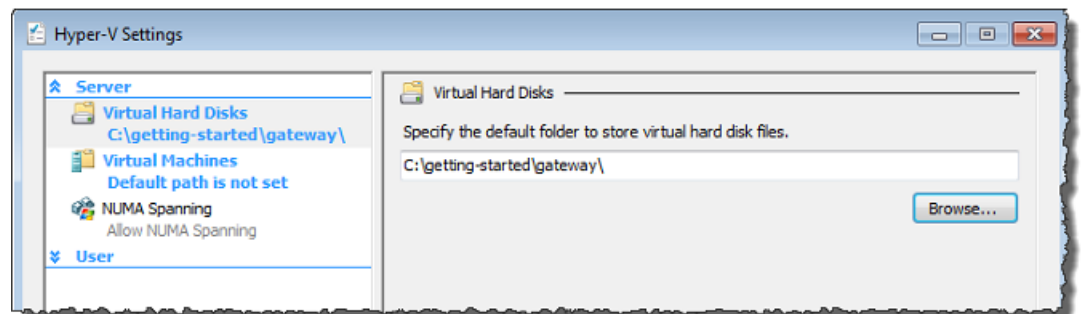 Hyper-V Settings
Server
Virtual Hard Disks
C:\getting-started\gateway\
Virtual Machines
Default path is not set
NUMA Spanning
Allow NUMA Spanning
User
Virtual Hard Disks
Specify the default folder to store virtual hard disk files.
C:\getting-started\gateway\
Browse...